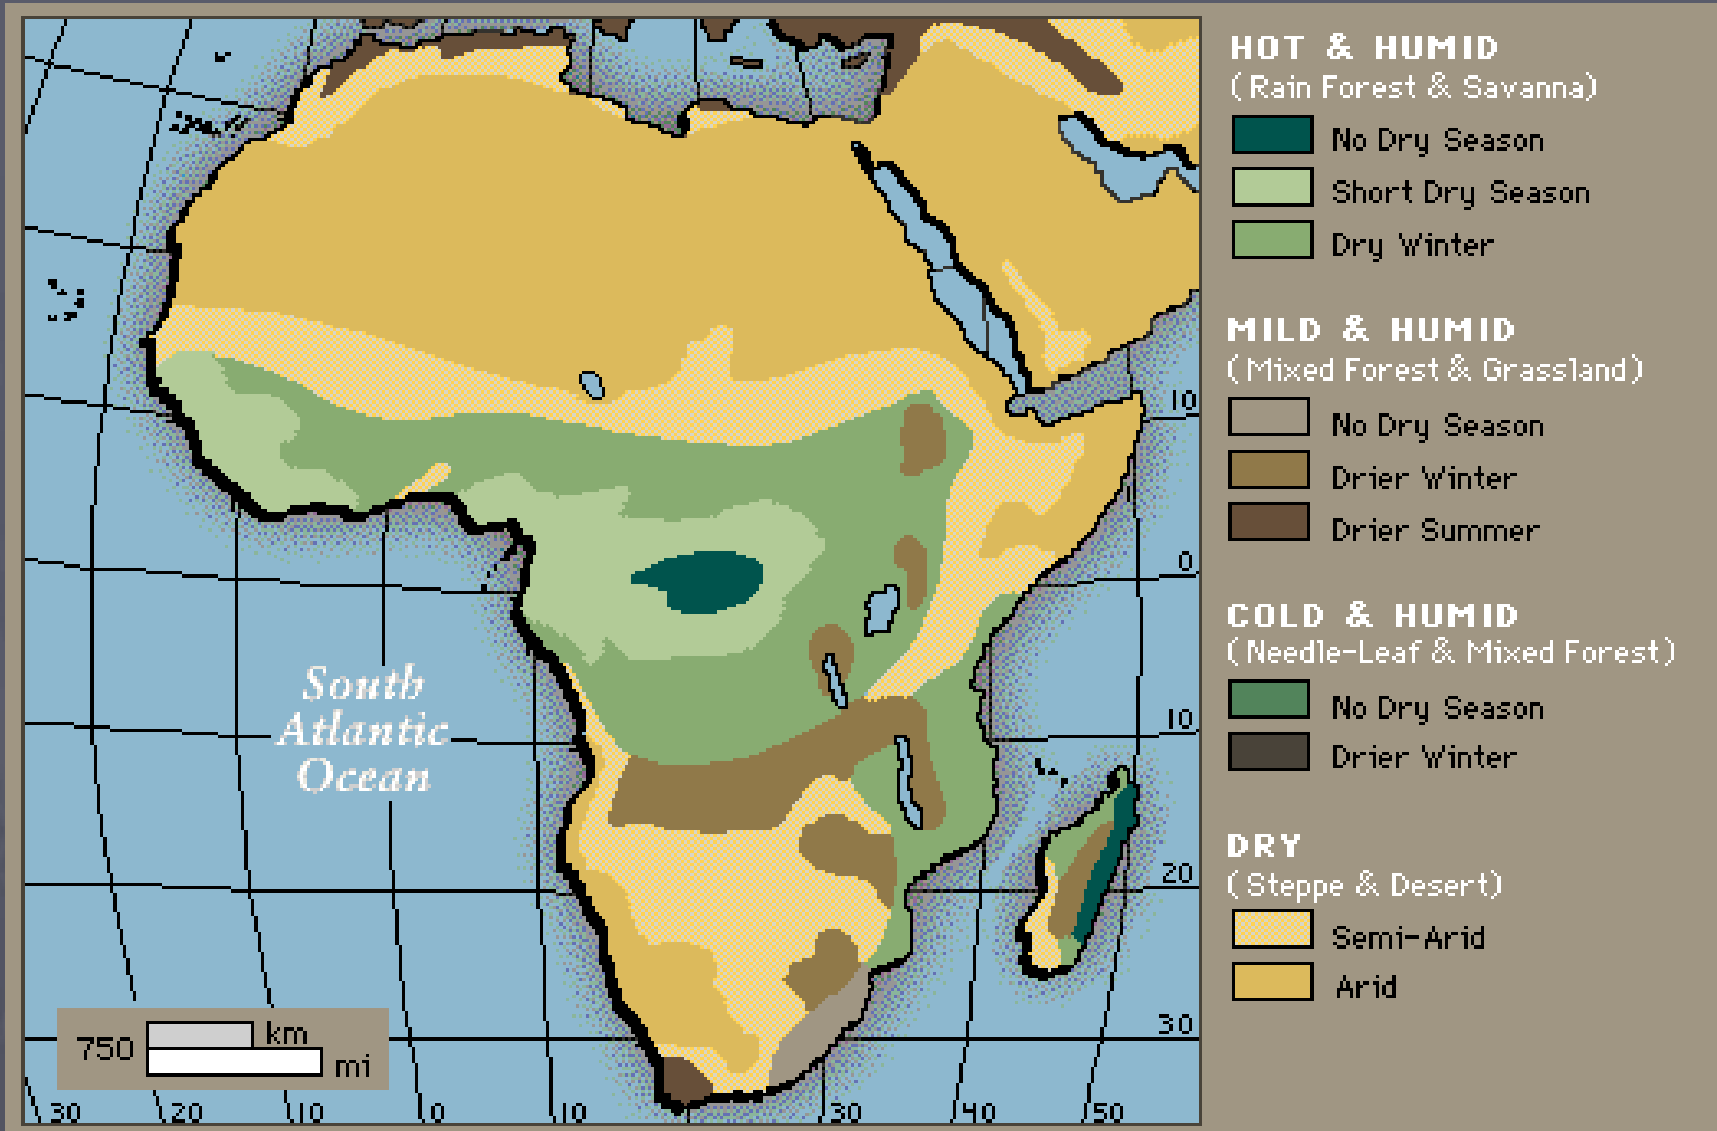 HOT & HUMID
(Rain Forest & Savanna)
No Dry Season
Short Dry Season
Dry Winter
MILD & HUMID
(Mixed Forest & Grassland)
No Dry Season
Drier Winter
Drier Summer
COLD & HUMID
(Needle-Leaf & Mixed Forest)
No Dry Season
Drier Winter
DRY
(Steppe & Desert)
Semi-Arid
Arid
10
0
10
20
30
South
Atlantic
Ocean
750
km
mi
30
20
10
0
10
30
40
50